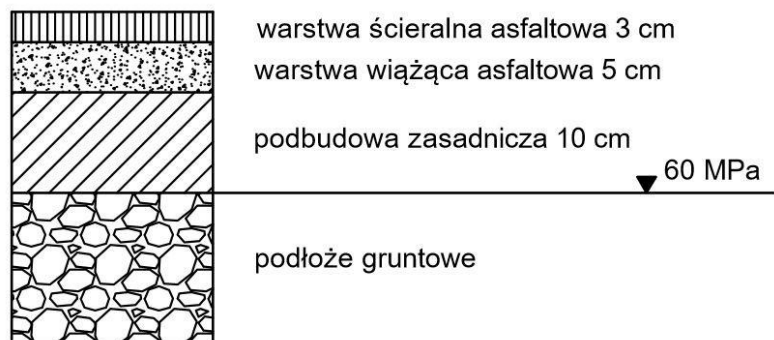 warstwa ścieralna asfaltowa 3 cm
warstwa wiążąca asfaltowa 5 cm
podbudowa zasadnicza 10 cm
60 MPa
podłoże gruntowe